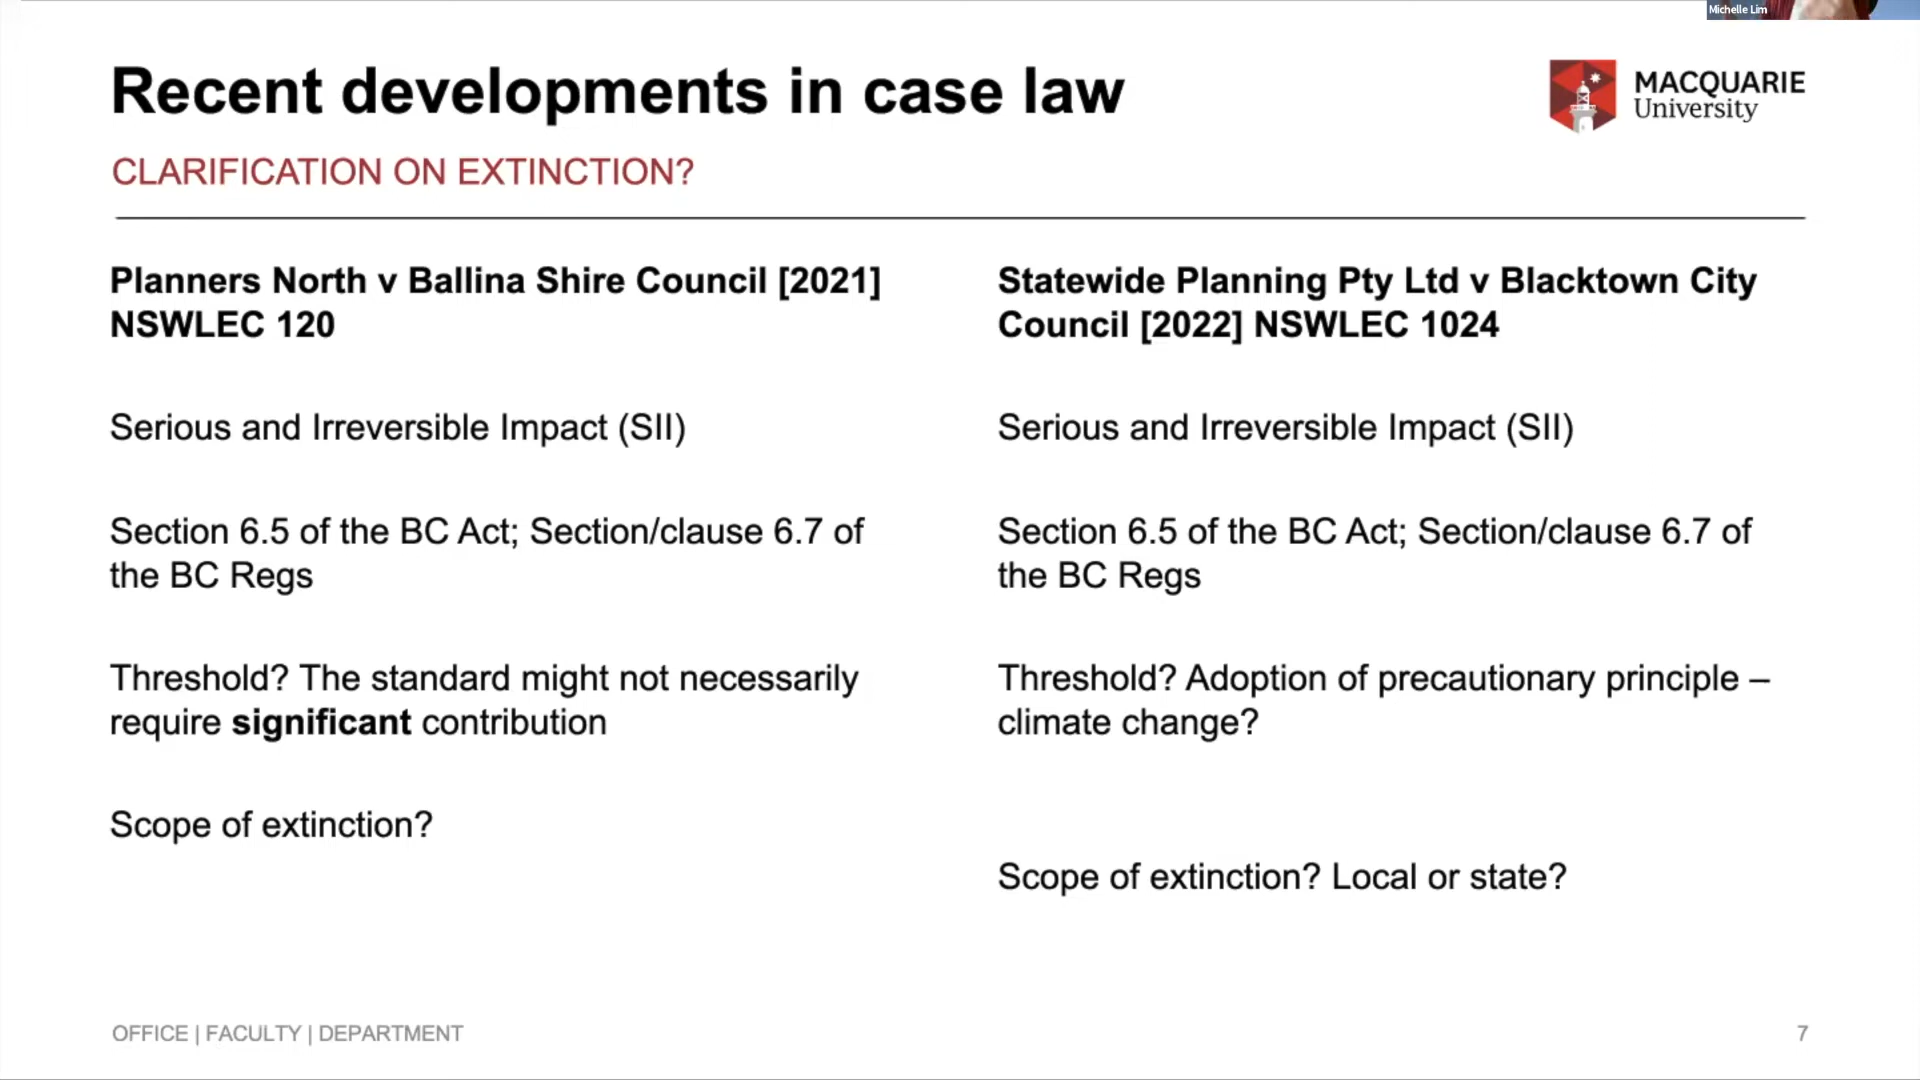 Michelle Lim
Recent developments in case law
MACQUARIE
University
CLARIFICATION ON EXTINCTION?
Planners North v Ballina Shire Council [2021]
NSWLEC 120
Serious and Irreversible Impact (SII)
Section 6.5 of the BC Act; Section/clause 6.7 of
the BC Regs
Threshold? The standard might not necessarily
require significant contribution
Scope of extinction?
Statewide Planning Pty Ltd v Blacktown City
Council [2022] NSWLEC 1024
Serious and Irreversible Impact (SII)
Section 6.5 of the BC Act; Section/clause 6.7 of
the BC Regs
Threshold? Adoption of precautionary principle –
climate change?
Scope of extinction? Local or state?
OFFICE | FACULTY | DEPARTMENT
7